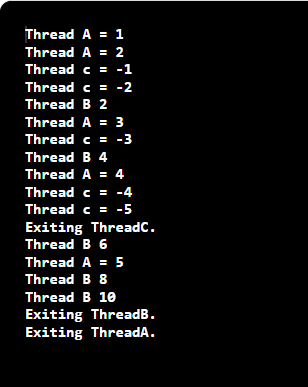 Thread A = 1
Thread A = 2
Thread c = -1
Thread c = -2
Thread B 2
Thread A = 3
Thread c = -3
Thread B 4
Thread A = 4
Thread c = -4
Thread c = -5
Exiting ThreadC.
Thread B 6
Thread A = 5
Thread B 8
Thread B 10
Exiting ThreadB.
Exiting ThreadA.